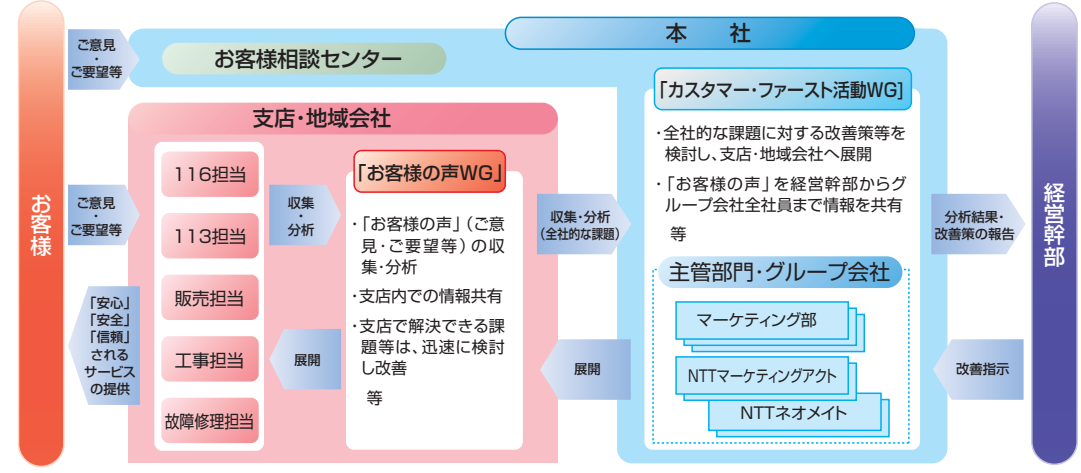 お客様
ご意見
・
ご要望等
本　社
お客様相談センター
支店・地域会社
ご意見
・
ご要望等
「安心」
「安全」
「信頼」
される
サービス
の提供
116担当
113担当
販売担当
工事担当
故障修理担当
収集
・
分析
展開
「お客様の声WG」
・「お客様の声」（ご意
見・ご要望等）の収
集・分析
・支店内での情報共有
・支店で解決できる課
題等は、迅速に検討
し改善
等
収集・分析
(全社的な課題)
展開
「カスタマー・ファースト活動WG]
・全社的な課題に対する改善策等を
検討し、支店・地域会社へ展開
・「お客様の声」を経営幹部からグ
ループ会社全社員まで情報を共有
等
主管部門・グループ会社
マーケティング部
NTTマーケティングアクト
NTTネオメイト
分析結果・
改善策の報告
改善指示
経営幹部